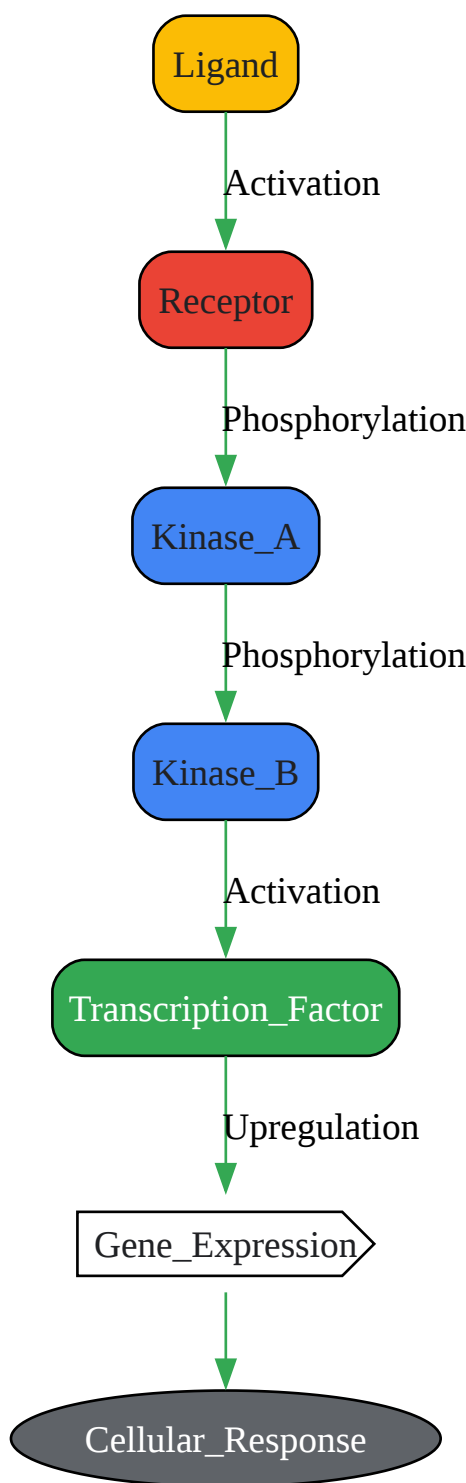 Ligand
Activation
Receptor
Phosphorylation
Kinase_A
Phosphorylation
Kinase_B
Activation
Transcription_Factor
Upregulation
Gene_Expression
Cellular_Response